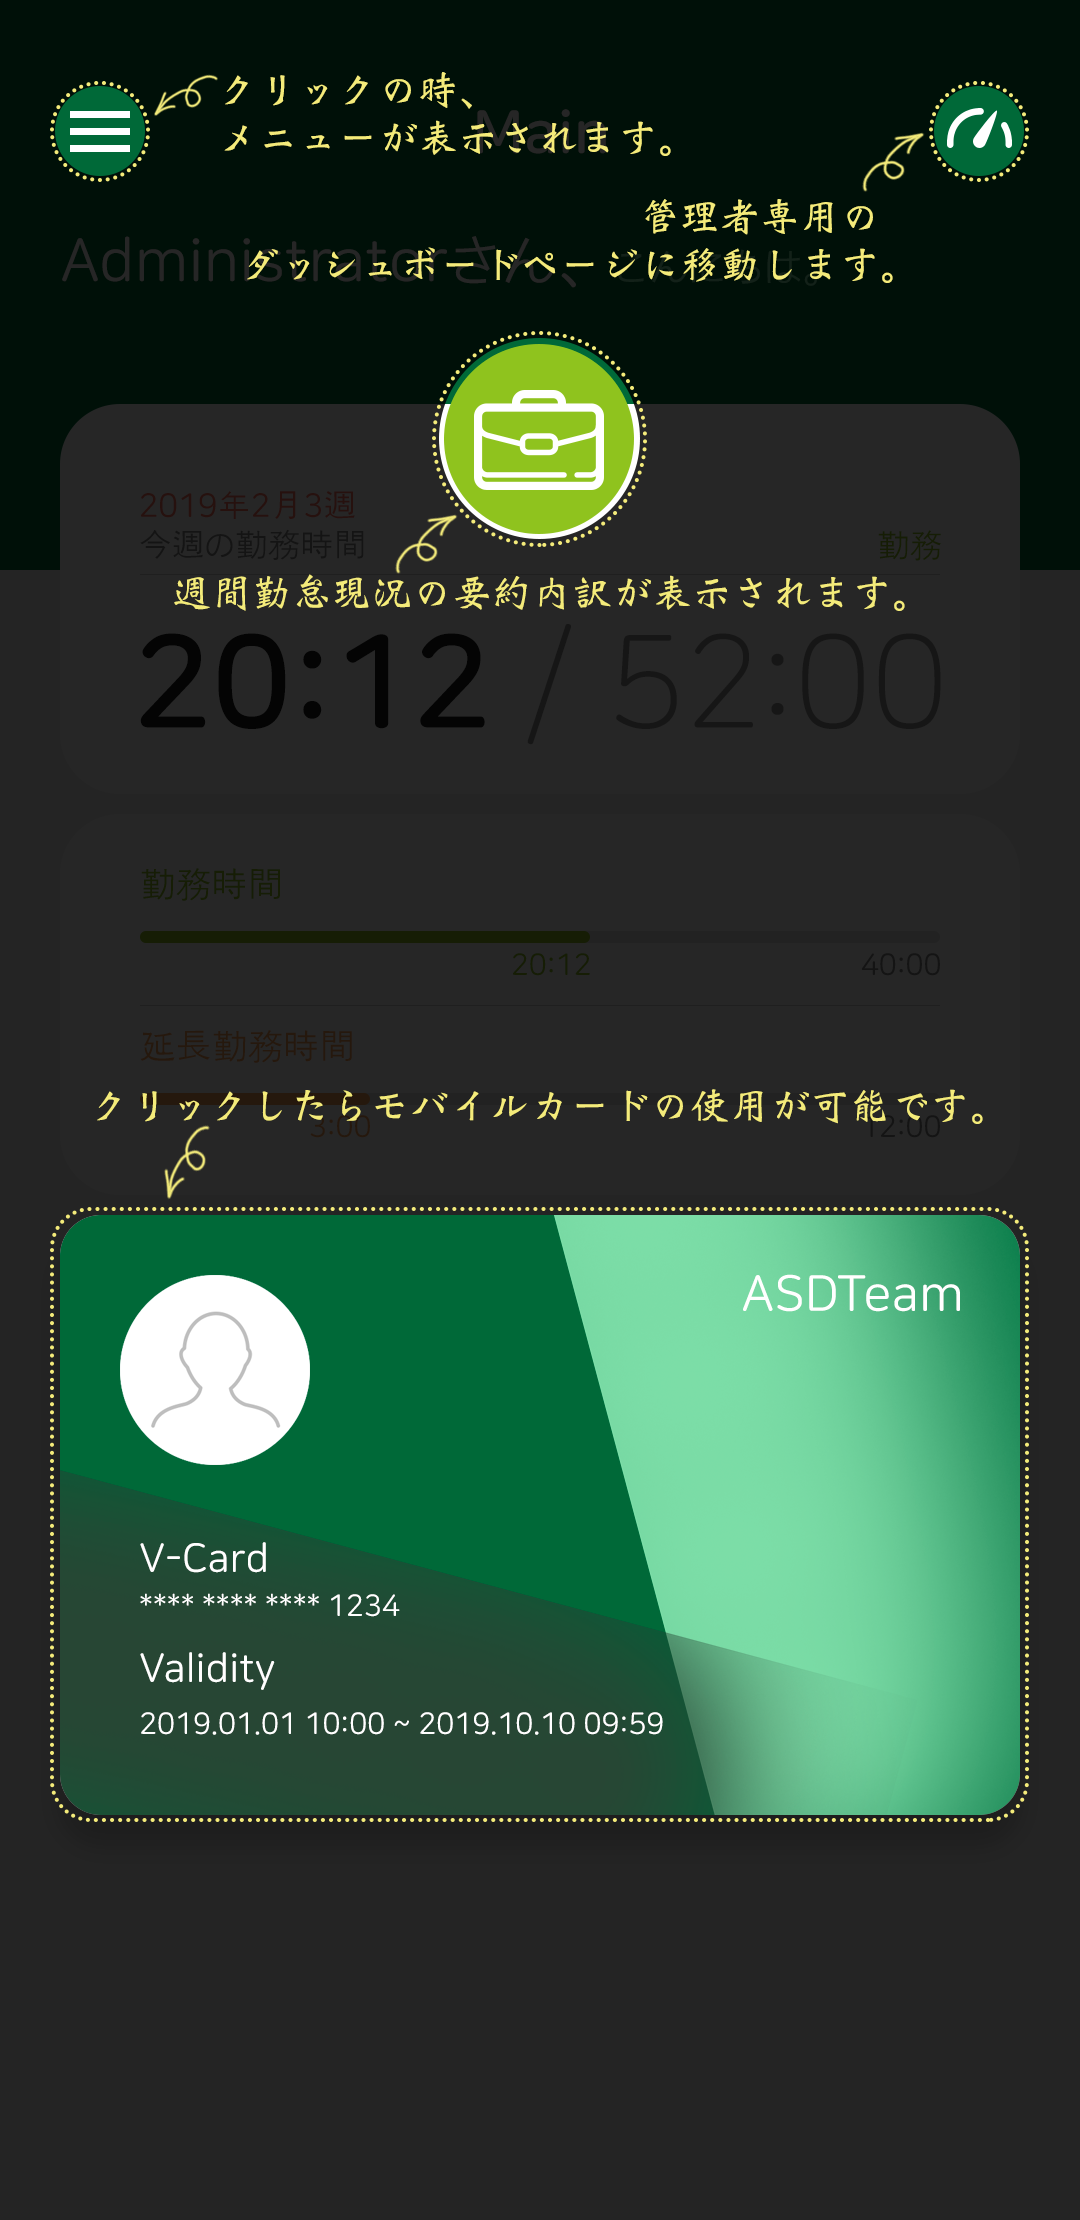 クリックの時、
メニューが表示されます。
Main
管理者専用の
ダッシュボードページに移動します。
Administratorさん、こんにちは。
2019年2月3週
今週の勤務時間
勤務
週間勤怠現況の要約内訳が表示されます。
20:12 / 52:00
勤務時間
20:12
40:00
延長勤務時間
クリックしたらモバイルカードの使用が可能です。
3:00
12:00
ASDTeam
V-Card
**** **** **** 1234
Validity
2019.01.01 10:00 ~ 2019.10.10 09:59